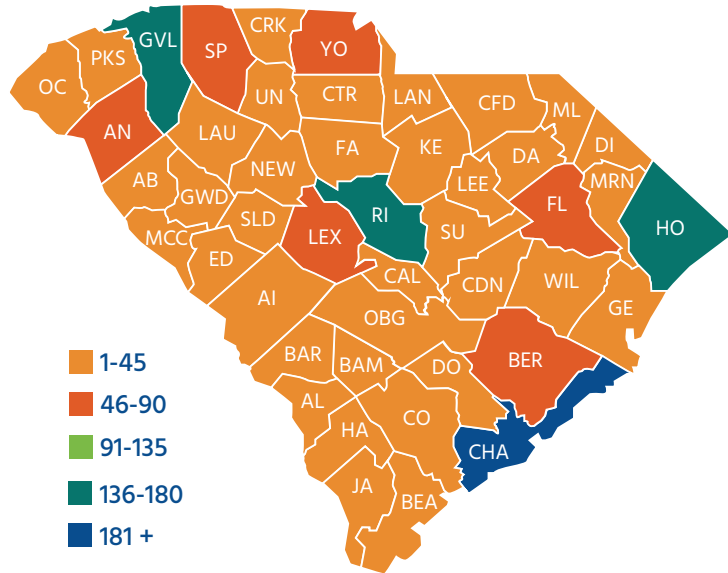 CRK
GVL
SP
YO
PKS
OC
UN
CTR
LAN
CFD
ML
AN
LAU
FA
KE
DA
DI
AB
NEW
LEE
MRN
GWD
FL
RI
HO
SLD
SU
MCC
LEX
ED
CAL
CDN
WIL
AI
OBG
GE
BAR
BAM
DO
BER
AL
CO
HA
CHA
JA
BEA
1-45
46-90
91-135
136-180
181 +